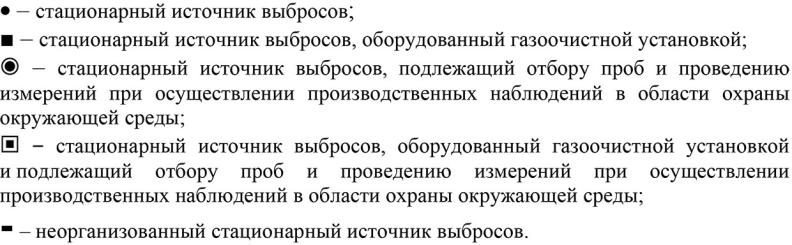 ● – стационарный источник выбросов;
■ – стационарный источник выбросов, оборудованный газоочистной установкой;
◉ – стационарный источник выбросов, подлежащий отбору проб и проведению
измерений при осуществлении производственных наблюдений в области охраны
окружающей среды;
▣ – стационарный источник выбросов, оборудованный газоочистной установкой
и подлежащий отбору проб и проведению измерений при осуществлении
производственных наблюдений в области охраны окружающей среды;
▬ – неорганизованный стационарный источник выбросов.